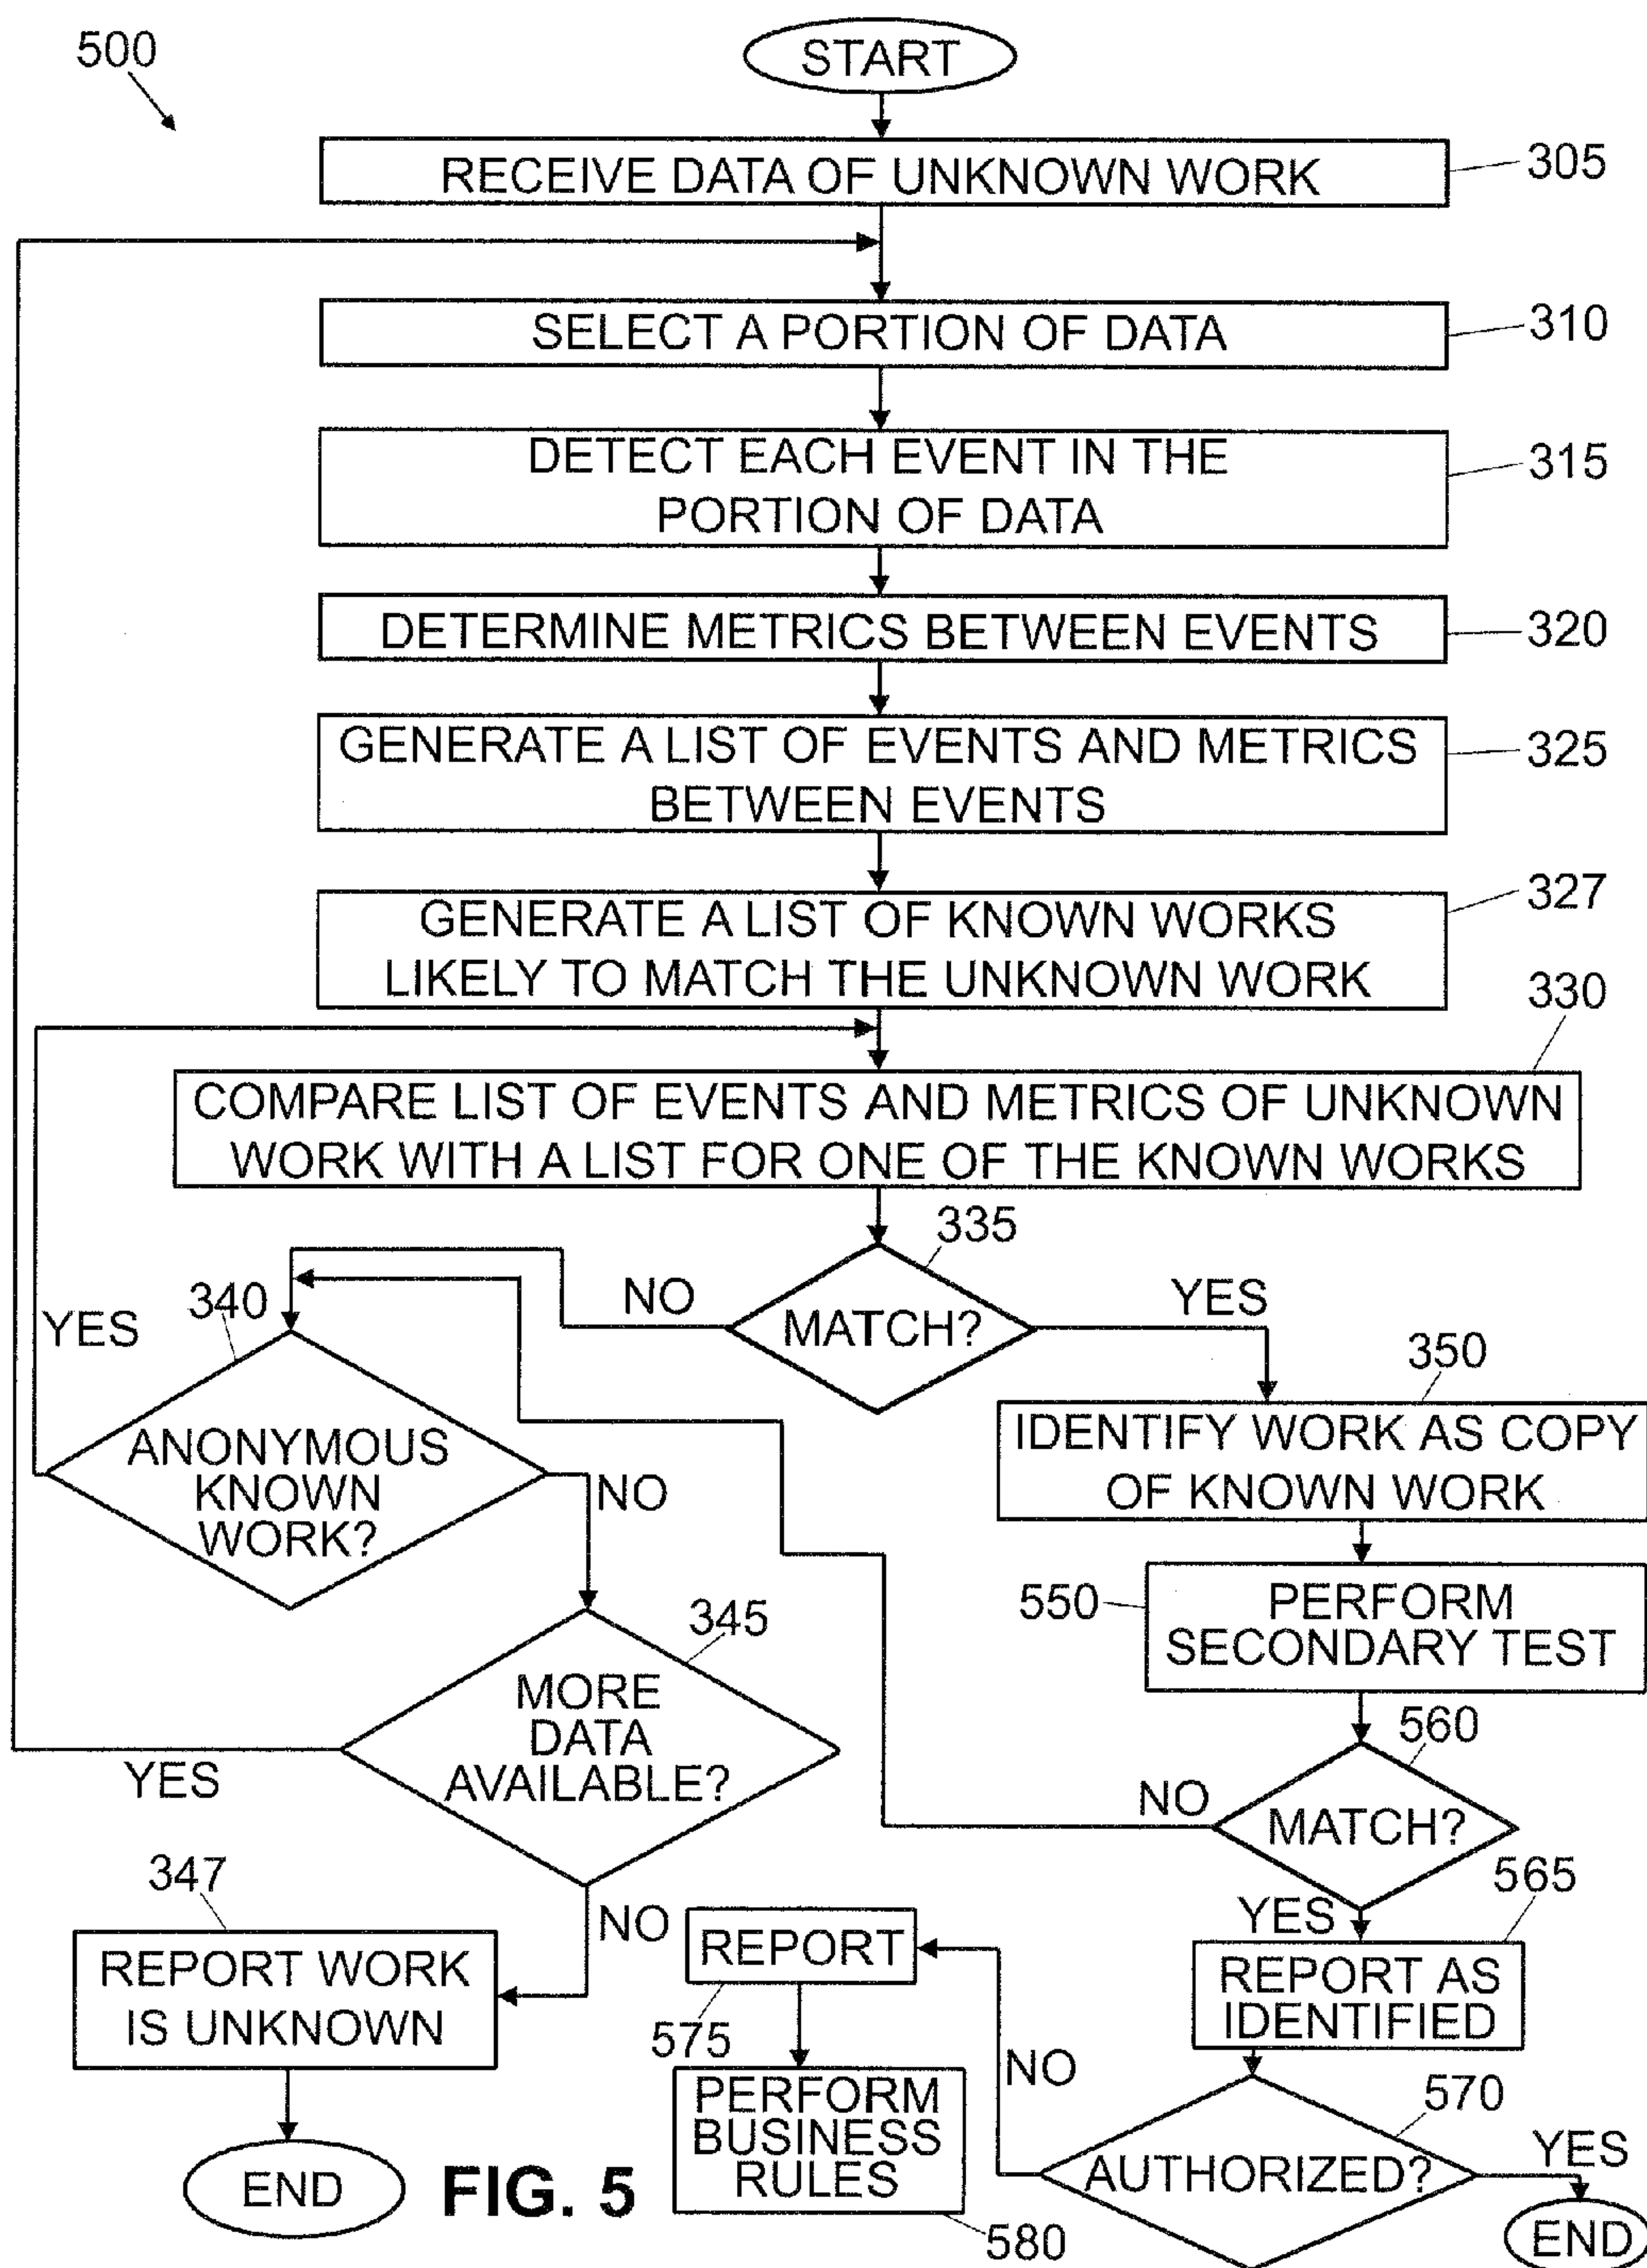 500
START
RECEIVE DATA OF UNKNOWN WORK
305
SELECT A PORTION OF DATA
310
DETECT EACH EVENT IN THE
PORTION OF DATA
315
DETERMINE METRICS BETWEEN EVENTS
320
GENERATE A LIST OF EVENTS AND METRICS
BETWEEN EVENTS
325
GENERATE A LIST OF KNOWN WORKS
LIKELY TO MATCH THE UNKNOWN WORK
327
330
COMPARE LIST OF EVENTS AND METRICS OF UNKNOWN
WORK WITH A LIST FOR ONE OF THE KNOWN WORKS
335
MATCH?
NO
YES
340
YES
ANONYMOUS
KNOWN
WORK?
NO
350
IDENTIFY WORK AS COPY
OF KNOWN WORK
550
PERFORM
SECONDARY TEST
345
MORE
DATA
AVAILABLE?
YES
NO
560
MATCH?
NO
YES
347
REPORT WORK
IS UNKNOWN
END
565
REPORT AS
IDENTIFIED
570
AUTHORIZED?
NO
YES
END
REPORT
575
PERFORM
BUSINESS
RULES
580
FIG. 5